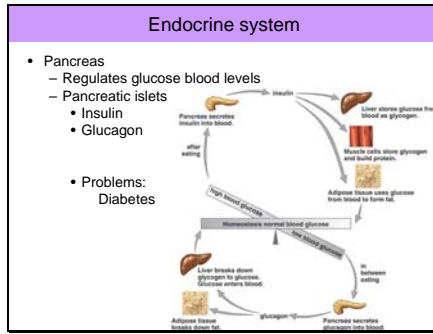 Endocrine system
• Pancreas
– Regulates glucose blood levels
– Pancreatic islets
• Insulin
• Glucagon
• Problems:
Diabetes
insulin
Pancreas secretes
insulin into blood.
Liver stores glucose from
blood as glycogen.
Muscle cells store glycogen
and build protein.
Adipose tissue uses glucose
from blood to form fat.
after
eating
high blood glucose
Homeostasis normal blood glucose
low blood glucose
in
between
eating
Liver breaks down
glycogen to glucose.
Glucose enters blood.
glucagon
Adipose tissue
breaks down fat.
Pancreas secretes
glucagon into blood.